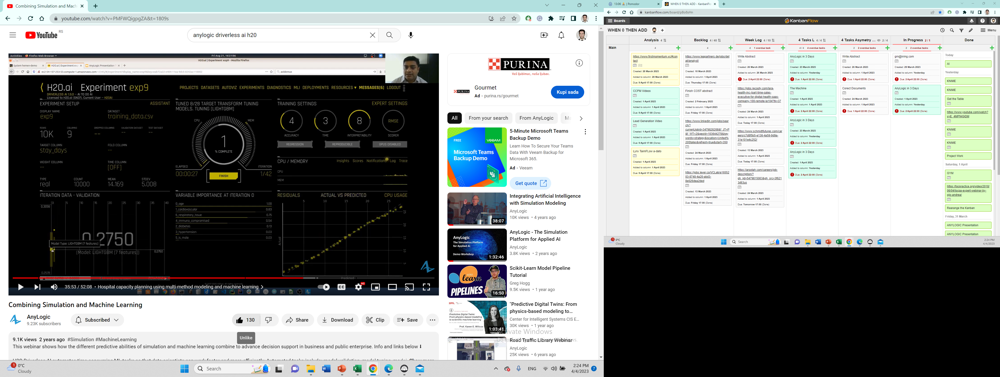 Combining Simulation and Mach
youtube.com/watch?v=PMFWQigpgZA&t=1809s
YouTube RS
anylogic driverless ai h20
Activities Firefox Web Browser
Fri Aug 21, 16:21:06
H2O.ai | Experiment exp9 - Mozilla Firefox
System hemen-demo
H2O.ai | Experiment ex
AnyLogic Presentation
ec2-54-157-253-53.compute-1.amazonaws.com:12345/#/experiment?display_name=exp9&key=eab72a22-e404-11ea-9dc5-0242ac110002
avidemux
H2O.ai Experiment exp9
DRIVERLESS AI 1.9.0 – AI TO DO AI
Licensed to H2O.ai (SN37). Current User – H2OAI
PROJECTS DATASETS AUTOVIZ EXPERIMENTS DIAGNOSTICS MLI DEPLOYMENTS RESOURCES MESSAGES[6] LOGOUT
EXPERIMENT SETUP
ASSISTANT
DISPLAY NAME
exp9
DATASET
training_data.csv
ROWS COLUMNS DROPPED COLUMNS VALIDATION DATASET TEST DATASET
10K 9 -- -- --
TARGET COLUMN
stay_days
FOLD COLUMN
--
WEIGHT COLUMN
--
TIME COLUMN
[OFF]
TYPE COUNT MEAN STDEV
real 10000 14.169 5.008
TUNED 8/28 TARGET TRANSFORM TUNING
MODELS. TUNING [LIGHTGBM]
CPU
MEM
1
% COMPLETE
ELAPSED
00:00:27
FINISH
ITERATION
1/42
TRAINING SETTINGS
EXPERT SETTINGS
4 3 8 RMSE
ACCURACY TIME INTERPRETABILITY SCORER
REGRESSION REPRODUCIBLE GPUS DISABLED
CPU / MEMORY
Insights Scores Notifications Log Trace
CPU
MEM
ITERATION DATA - VALIDATION
0 5 10 15 20 25 30 35 40
0.3056
0.2750
Model Type: LIGHTGBM [7 features]
(Model: LIGHTGBM [7 features])
0.2750
0.2578
VARIABLE IMPORTANCE AT ITERATION 0
0_age 1.00
1_cardiovascular 0.83
6_respiratory_issue 0.75
4_immuno_compromised 0.54
2_diabetes 0.13
3_hypertension 0.03
5_is_male 0.03
RESIDUALS ACTUAL VS PREDICTED CPU USAGE
5 10 15 20 25
25
20
15
10
5
Actual
Predicted
35:53 / 52:08 • Hospital capacity planning using multi-method modeling and machine learning
CC
HD
Combining Simulation and Machine Learning
AnyLogic
9.23K subscribers
Subscribed
130
Share
Download
Clip
Save
Unlike
9.1K views 2 years ago #Simulation #MachineLearning
This webinar shows how the different predictive abilities of simulation and machine learning combine to advance decision support in business and public enterprise. Info and links below
PURINA
Vaš ljubimac, naša ljubav.
PURINA
Gourmet
Ad · purina.rs/gourmet
Kupi sada
All
From your search
From AnyLogic
FREE
VEEAM
Microsoft Teams
Backup Demo
5-Minute Microsoft Teams
Backup Demo
Learn How To Secure Your Teams
Data With Veeam Backup for
Microsoft 365.
Ad · Veeam
Get quote
38:07
Integrating Artificial Intelligence
with Simulation Modeling
AnyLogic
10K views • 4 years ago
AnyLogic
The Simulation Platform
for Applied AI
Demo Workshop
1:32:46
AnyLogic - The Simulation
Platform for Applied AI
AnyLogic
3.8K views • 2 years ago
scikit
learn
PIPELINES
16:50
Scikit-Learn Model Pipeline
Tutorial
Greg Hogg
9.5K views • 1 year ago
EPFL
Predictive Digital Twins:
From physics-based modeling
to scientific machine learning
Prof. Karen E. Willcox
1:03:41
"Predictive Digital Twins: From
physics-based modeling to...
Center for Intelligent Systems CIS E...
30K views • 1 year ago
Activate Windows
Road Traffic Library Webinar
AnyLogic
25K views • 6 years ago
1
0°C
Cloudy
Search
ENG
2:24 PM
4/4/2023
7
13:06 | Pomodor
WHEN 0 THEN ADD - KanbanFlo
kanbanflow.com/board/pBo8sHn
Boards
KanbanFlow
WHEN 0 THEN ADD
Menu
Analysis 4
Backlog 4 / 40
Week Log 4 / 10
4 Tasks L 4 / 4
4 Tasks Asymetry ... 2 / 4
In Progress 2 / 1
Done
Main
4
4
4 1 overdue task
4 / 4 4 overdue tasks
2 2 overdue tasks
2 2 overdue tasks
https://www.firstmomentum.vc/#con
tact
Created: 28 March 2023
Added to column: 28 March 2023
Due: 9 April 17:00 (Done)
CCPM Videos
Created: 1 April 2023
Added to column: 1 April 2023
Due: 9 April 17:00 (Done)
Lead Generation Video
Created: 1 April 2023
Added to column: 1 April 2023
Due: 9 April 17:00 (Done)
Lynx TaimFLow a-dato
Created: 1 April 2023
Added to column: 1 April 2023
Due: 9 April 17:00 (Done)
https://www.leapartners.de/jobs/det
ail/analyst/
Created: 10 March 2023
Added to column: 1 April 2023
Due: Thursday 17:00 (Done)
Finish COST abstract
Created: 2 February 2023
Added to column: 1 April 2023
Due: Friday 17:00 (Done)
https://www.linkedin.com/jobs/sear
ch/?
currentJobId=3479828208&f_JT=P
&f_WT=2&geoId=103644278&key
words=strategy&location=United%
20States&refresh=true&start=350
Created: 24 March 2023
Added to column: 1 April 2023
Due: Friday 17:00 (Done)
https://jobs.lever.co/VCLab/a16552
03-8748-4a20-abd3-
8e026dea2ded
Created: 13 March 2023
Added to column: 1 April 2023
Due: Friday 17:00 (Done)
Write Abstract
Created: 26 March 2023
Added to column: 26 March 2023
Due: 2 April 22:00 (Done)
https://jobs.recooty.com/lara-
health-inc-/part-time-sales-
executive-for-digital-health-saas-
company-100-remote-la104?tk=37
Created: 24 March 2023
Added to column: 1 April 2023
Due: Today 17:00 (Done)
https://www.schmidtfutures.com/car
eers/c7d8f5b5-e136-4a59-9d9a-
31e101e4c252/
Created: 13 March 2023
Added to column: 1 April 2023
Due: Today 17:00 (Done)
https://arootah.com/careers/job-
description/?
gh_jid=5479815003&gh_src=3f621
3d63us
Created: 24 March 2023
Added to column: 1 April 2023
Due: Tomorrow 17:00 (Done)
AnyLogic in 3 Days
Created: 23 March 2023
Added to column: Yesterday
Due: 1 April 22:00 (Done)
The Machine
Created: 1 April 2023
Added to column: 1 April 2023
Due: 2 April 22:00 (Done)
AnyLogic in 3 Days
Created: 23 March 2023
Added to column: Yesterday
Due: 2 April 22:00 (Done)
AnyLogic in 3 Days
Created: 1 April 2023
Added to column: Yesterday
Due: 2 April 22:00 (Done)
Write Abstract
Created: 26 March 2023
Added to column: 1 April 2023
Due: 1 April 22:00 (Done)
Corect Documents
Created: 24 March 2023
Added to column: 1 April 2023
Due: 1 April 22:00 (Done)
grn@kring.com
Created: 29 March 2023
Added to column: Yesterday
Due: 2 April 22:00 (Done)
AnyLogic in 3 Days
Created: 1 April 2023
Added to column: Yesterday
Due: 2 April 22:00 (Done)
Today
AI
Yesterday
KNIME
KNIME
Get the Table
https://www.youtube.com/watch?
v=E_4MPNjGjDM
KNIME
KNIME
Project Work
Saturday, 1 April
GYM
https://tocpractice.org/video/2018/
06/04/tocpa-expert-webinar-by-
gijs-andrea/
Rearange the Kanban
Friday, 31 March
ANYLOGIC Presentation
ANYLOGIC Presentation
1
0°C
Cloudy
Search
2:24 PM
4/4/2023